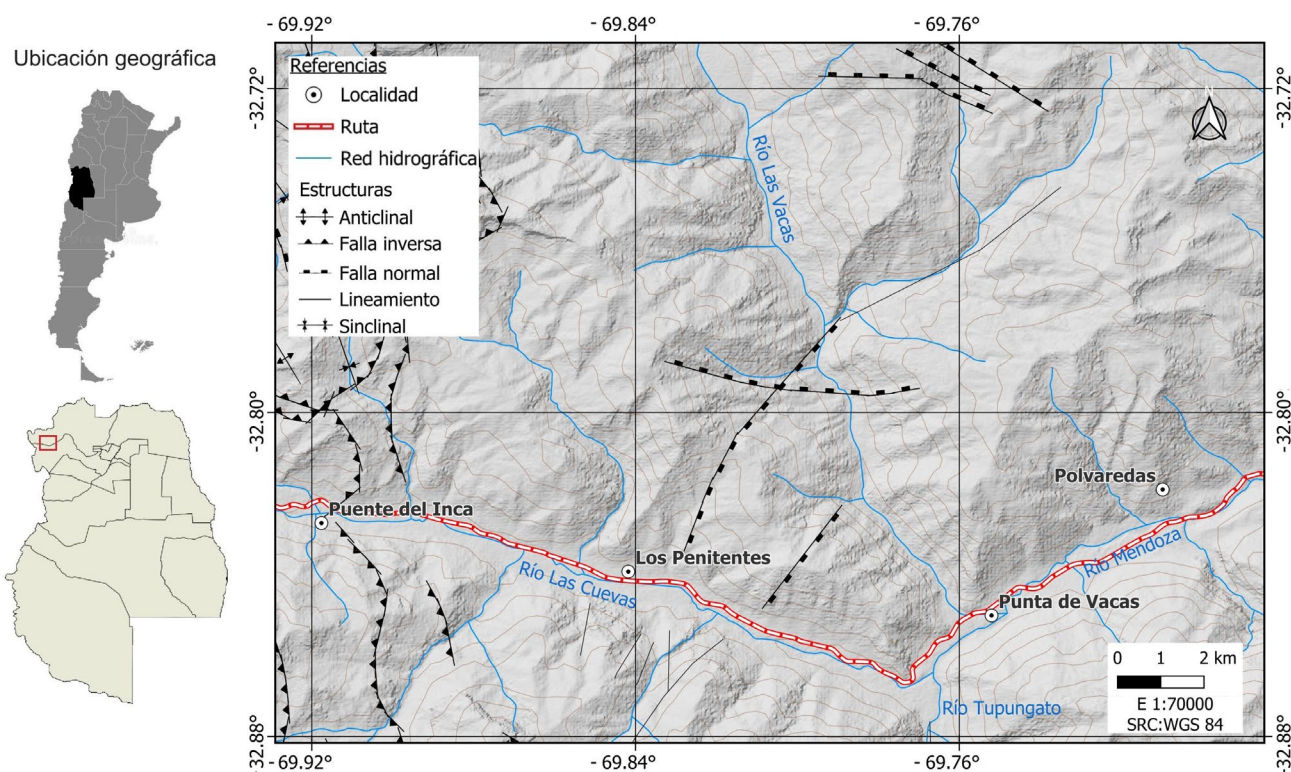 Ubicación geográfica
- 69.92°
- 69.84°
- 69.76°
-32.72°
-32.80°
-32.88°
Referencias
Localidad
Ruta
Red hidrográfica
Estructuras
Anticlinal
Falla inversa
Falla normal
Lineamiento
Sinclinal
Río Las Vacas
N
-32.72°
-32.80°
-32.88°
Polvaredas
Puente del Inca
Los Penitentes
Río Las Cuevas
Río Mendoza
Punta de Vacas
Río Tupungato
0 1 2 km
E 1:70000
SRC:WGS 84
- 69.92°
- 69.84°
- 69.76°